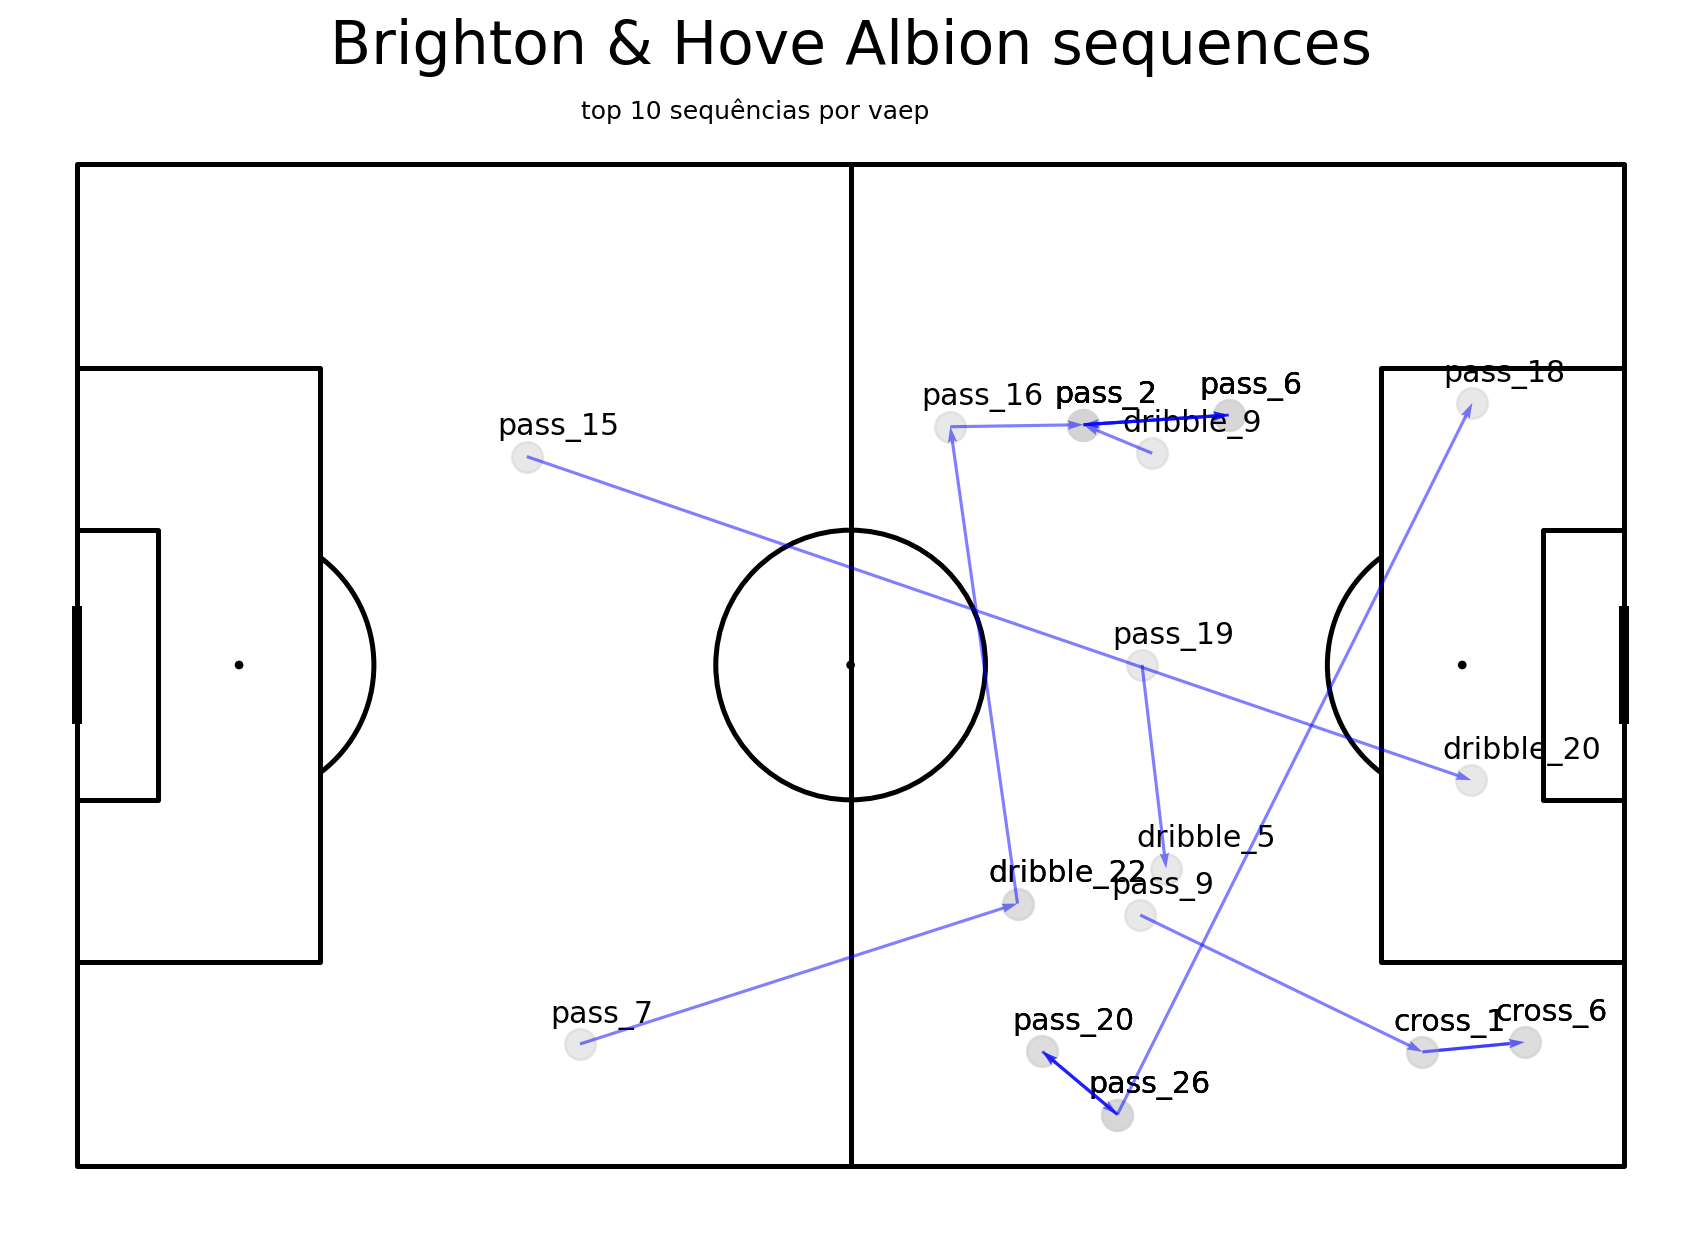 Brighton & Hove Albion sequences
top 10 sequências por vaep
pass_18
pass_6
pass_16
pass_2
dribble_9
pass_15
pass_19
dribble_20
dribble_5
dribble_22
pass_9
pass_7
pass_20
cross_1
cross_6
pass_26